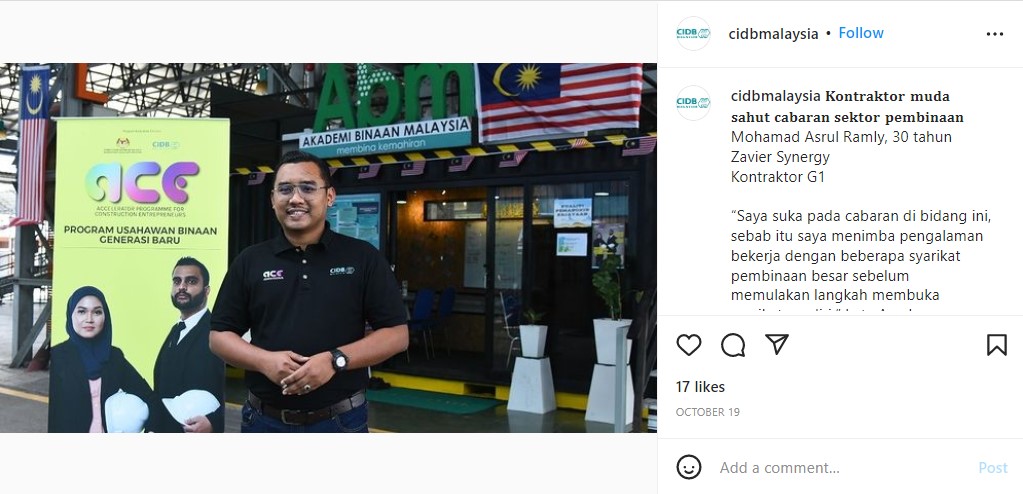 cidbmalaysia • Follow
cidbmalaysia Kontraktor muda
sahut cabaran sektor pembinaan
Mohamad Asrul Ramly, 30 tahun
Zavier Synergy
Kontraktor G1
“Saya suka pada cabaran di bidang ini,
sebab itu saya menimba pengalaman
bekerja dengan beberapa syarikat
pembinaan besar sebelum
memulakan langkah membuka
17 likes
OCTOBER 19
Add a comment...
Post
CIDB
CIDB
Abm
AKADEMI BINAAN MALAYSIA
membina kemahiran
CIDB
ace
ACCELERATOR PROGRAMME FOR
CONSTRUCTION ENTREPRENEURS
PROGRAM USAHAWAN BINAAN
GENERASI BARU
ace
CIDB